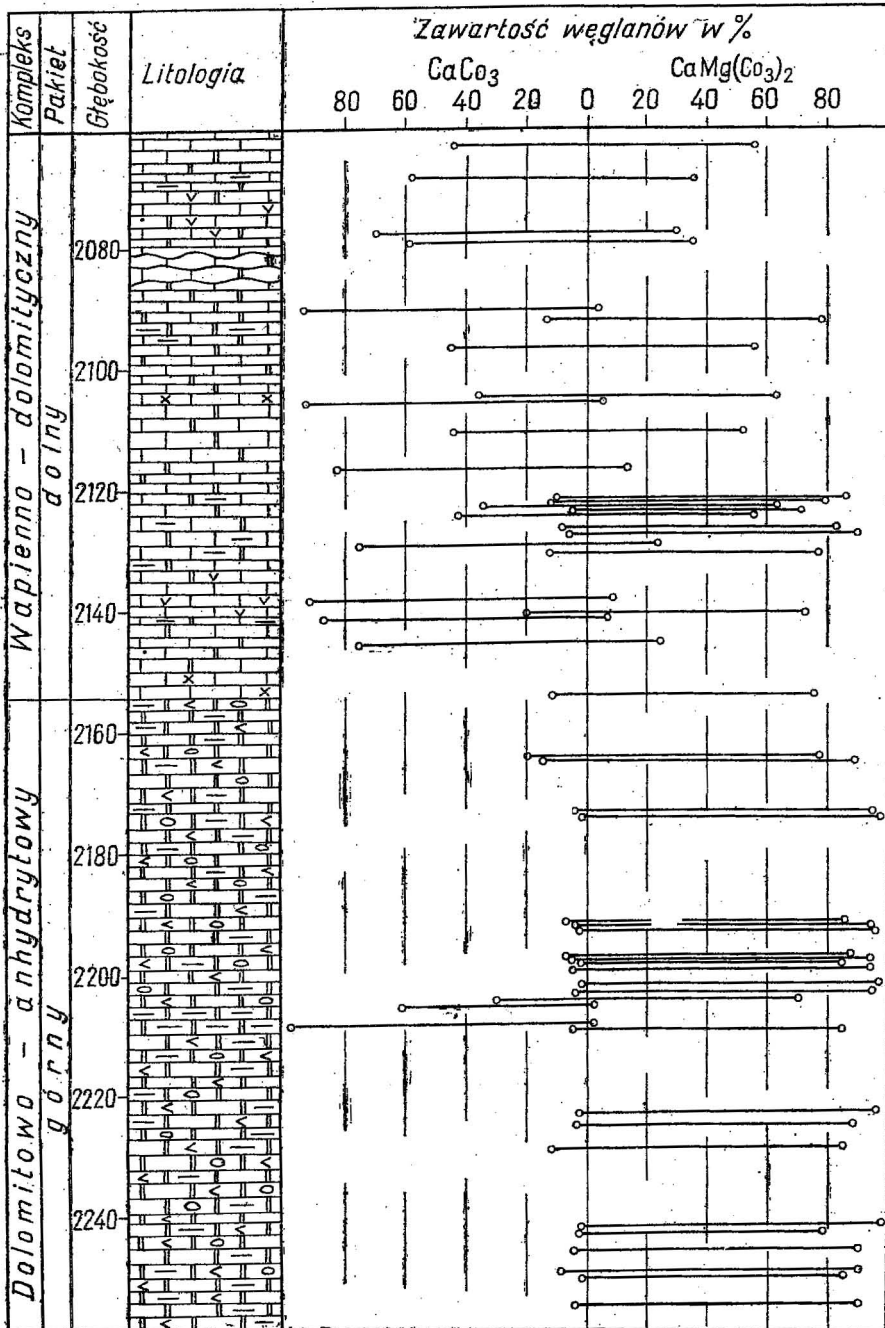 Kompleks
Pakiet
Głębokość
Litologia
Zawartość węglanów w %
CaCo3 CaMg(Co3)2
80 60 40 20 0 20 40 60 80
Wapienno - dolomityczny
dolny
2080
2100
2120
2140
Dolomitowo - anhydrytowy
górny
2160
2180
2200
2220
2240